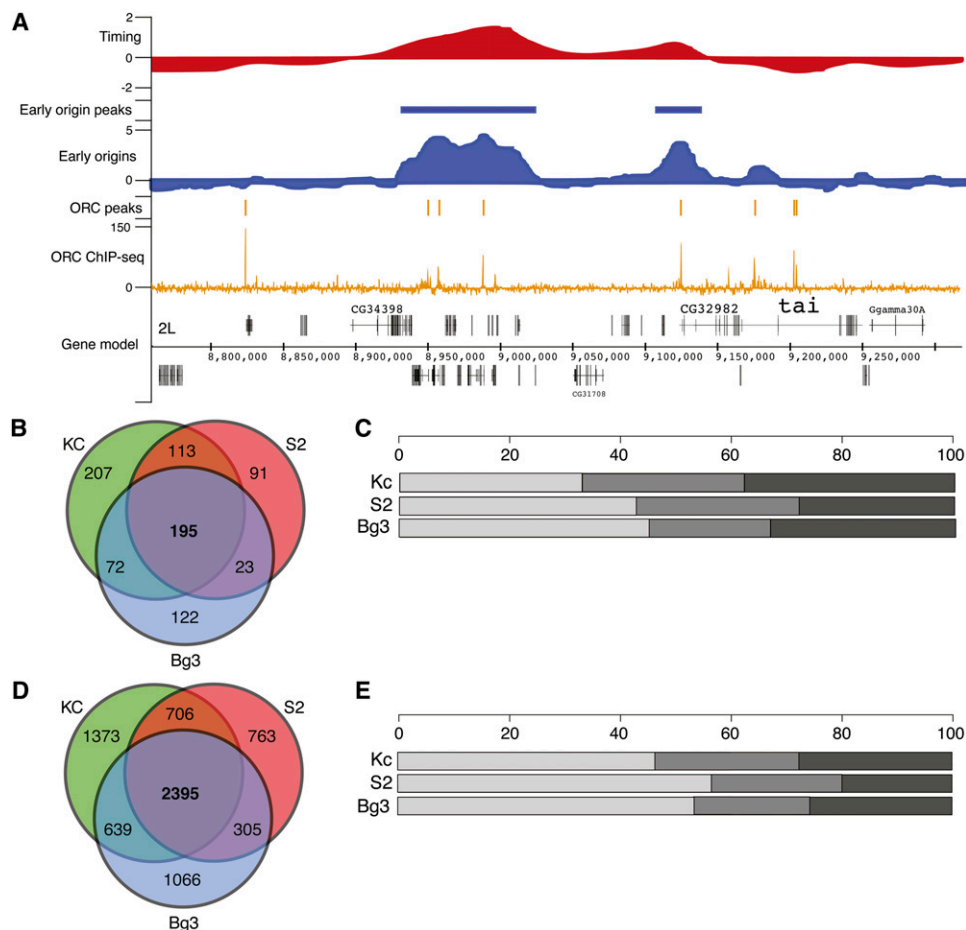 A
Timing
2
0
-2
Early origin peaks
Early origins
5
0
ORC peaks
ORC ChIP-seq
150
0
CG34398
CG32982
tai
Ggamma30A
2L
Gene model
8,800,000 8,850,000 8,900,000 8,950,000 9,000,000 9,050,000 9,100,000 9,150,000 9,200,000 9,250,000
CG31708
B
KC
S2
207
113
91
195
72
23
122
Bg3
C
0 20 40 60 80 100
Kc
S2
Bg3
D
KC
S2
1373
706
763
2395
639
305
1066
Bg3
E
0 20 40 60 80 100
Kc
S2
Bg3